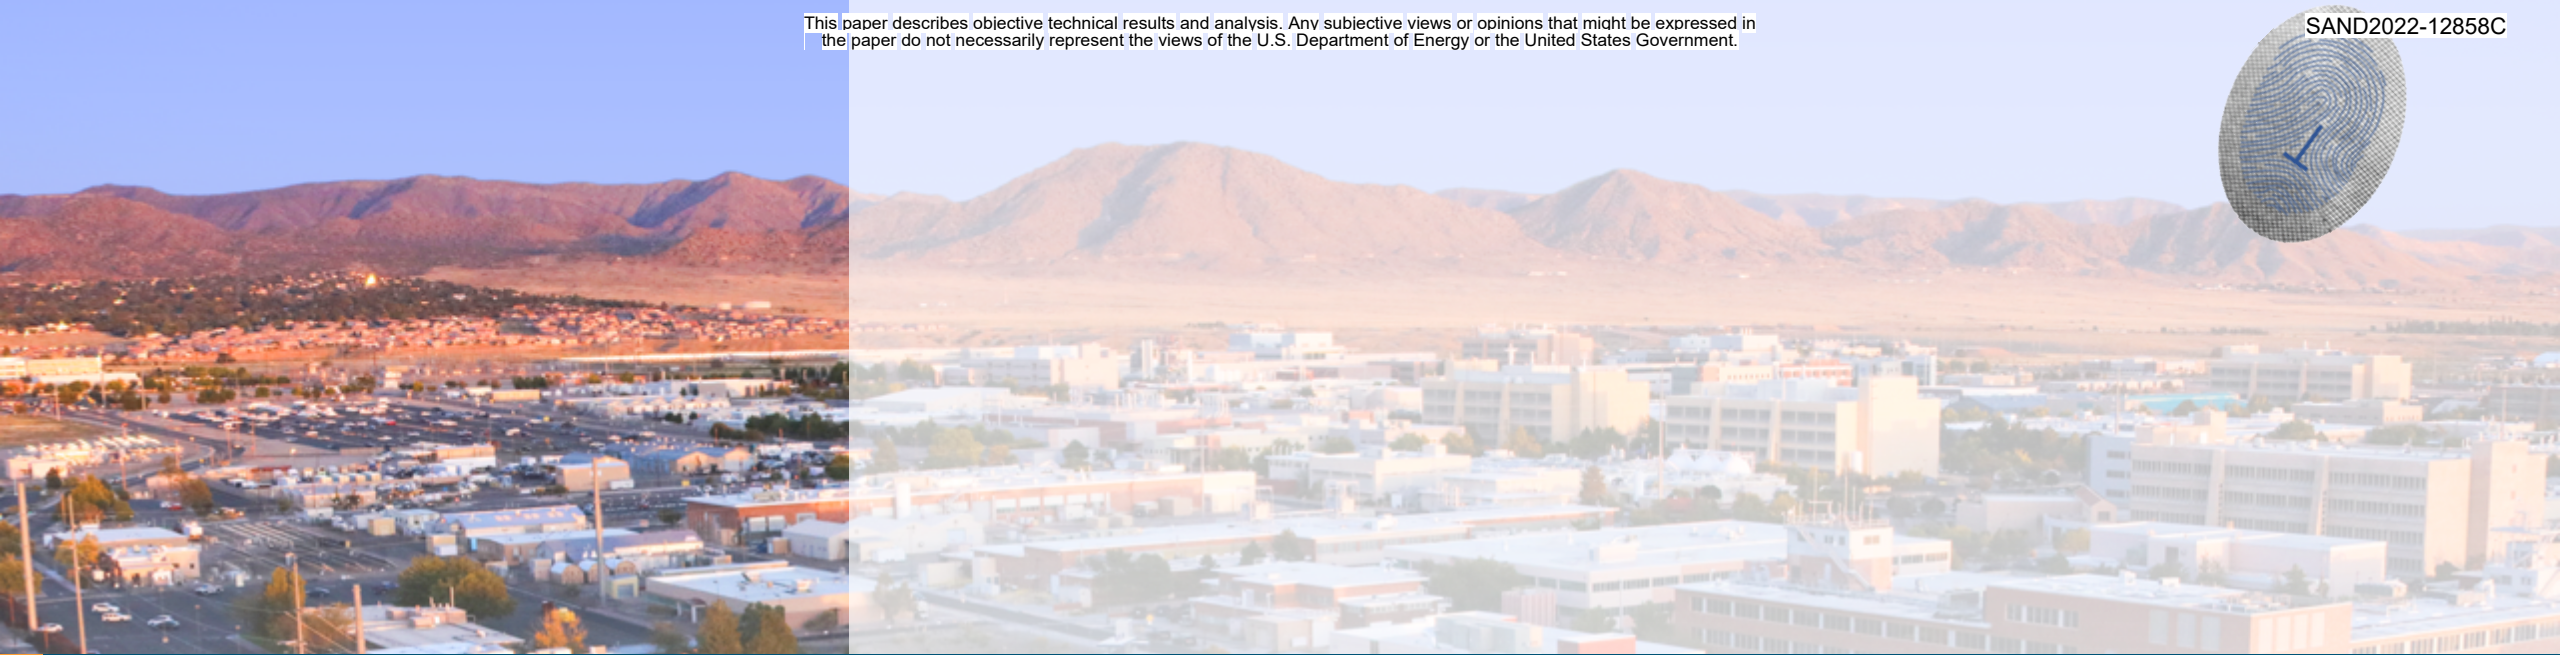 This paper describes objective technical results and analysis. Any subjective views or opinions that might be expressed in
the paper do not necessarily represent the views of the U.S. Department of Energy or the United States Government.
SAND2022-12858C